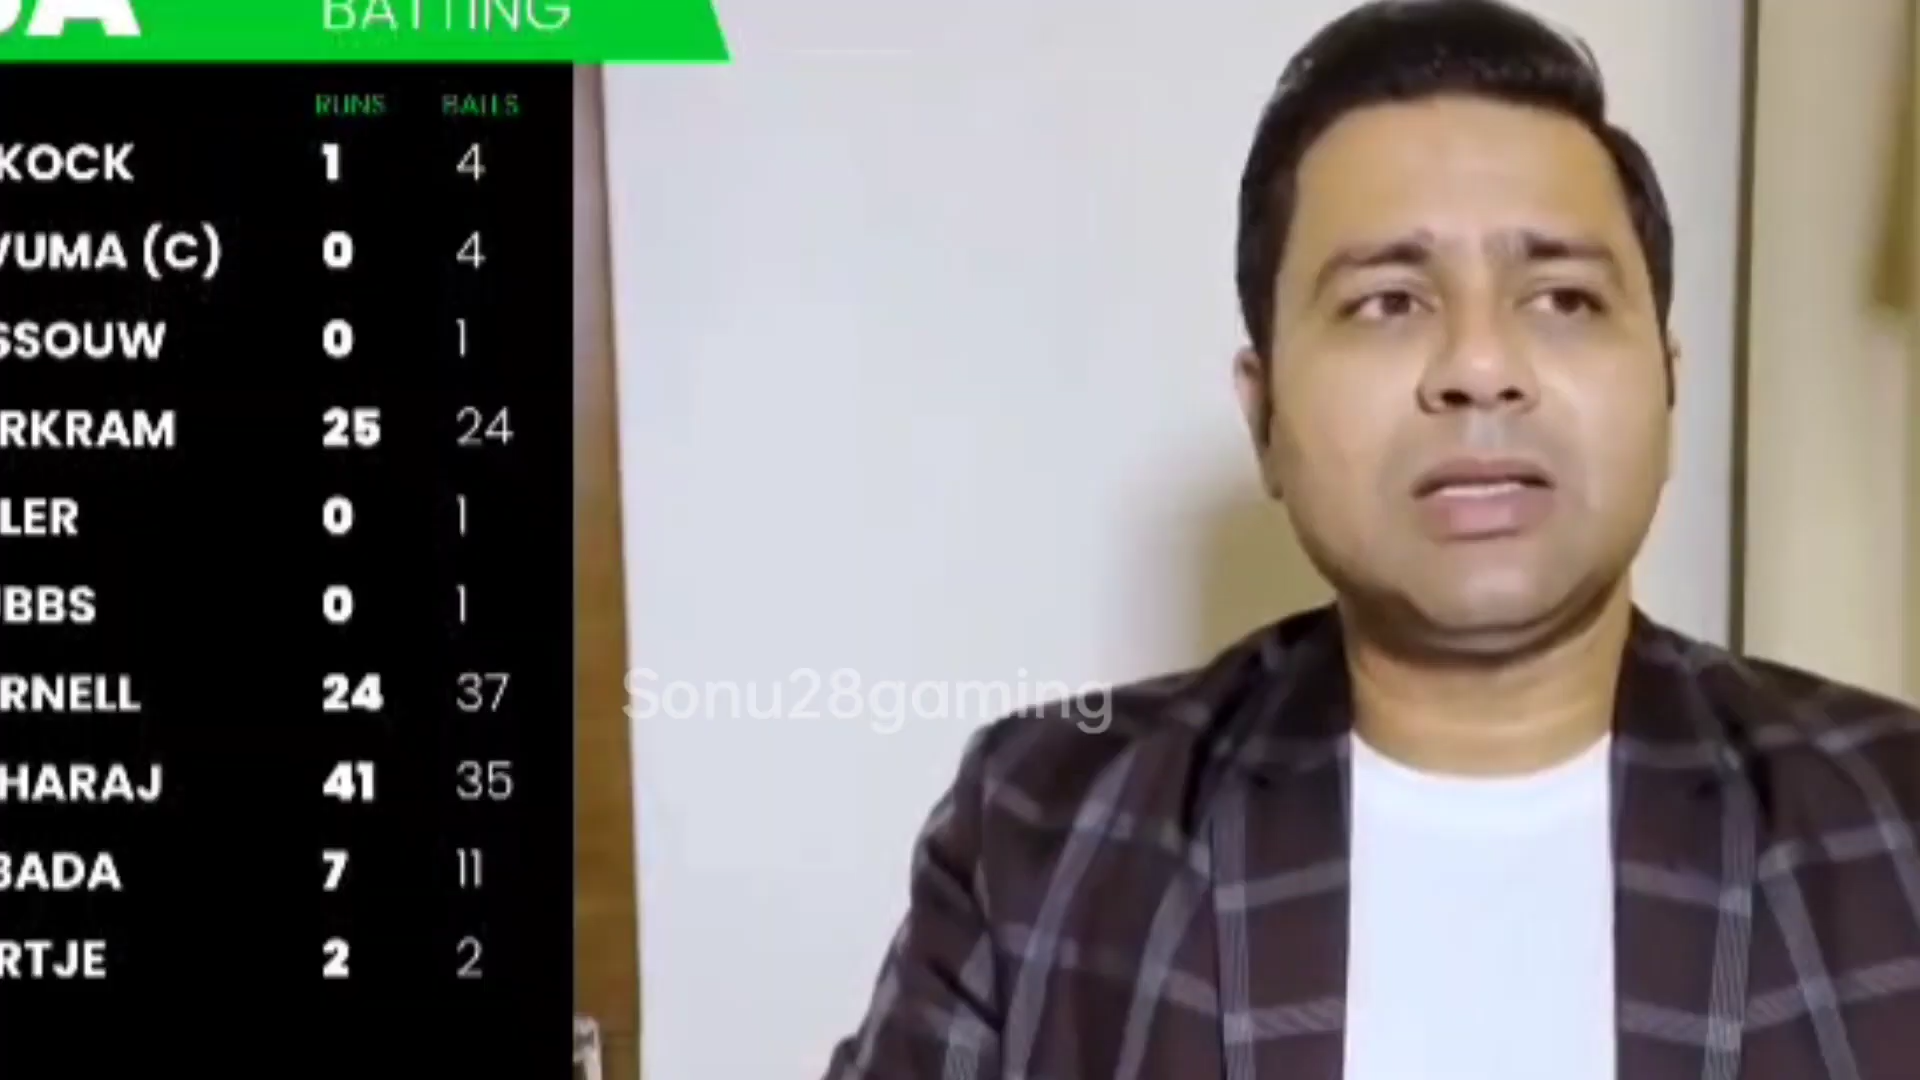 BATTING
RUNS BALLS
KOCK 1 4
VUMA (C) 0 4
SSOUW 0 1
RKRAM 25 24
LER 0 1
BBS 0 1
RNELL 24 37
HARAJ 41 35
BADA 7 11
RTJE 2 2
Sonu28gaming